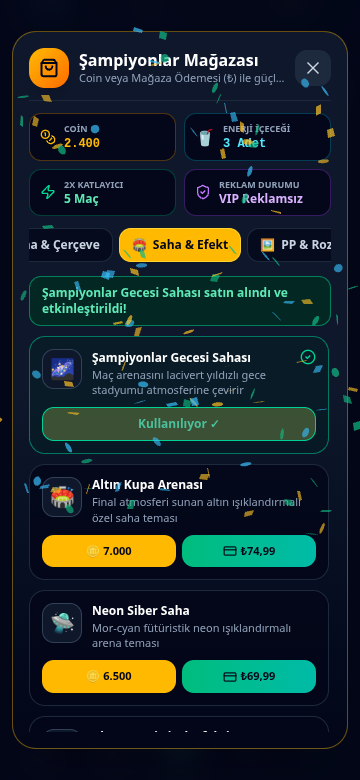 Şampiyonlar Mağazası
Coin veya Mağaza Ödemesi (₺) ile güçl...
COİN
2.400
ENERJİ İÇECEĞİ
3 Adet
2X KATLAYICI
5 Maç
REKLAM DURUMU
VIP Reklamsız
a & Çerçeve
Saha & Efekt
PP & Roz
Şampiyonlar Gecesi Sahası satın alındı ve
etkinleştirildi!
Şampiyonlar Gecesi Sahası
Maç arenasını lacivert yıldızlı gece
stadyumu atmosferine çevirir
Kullanılıyor ✓
Altın Kupa Arenası
Final atmosferi sunan altın ışıklandırmalı
özel saha teması
7.000
₺74,99
Neon Siber Saha
Mor-cyan fütüristik neon ışıklandırmalı
arena teması
6.500
₺69,99